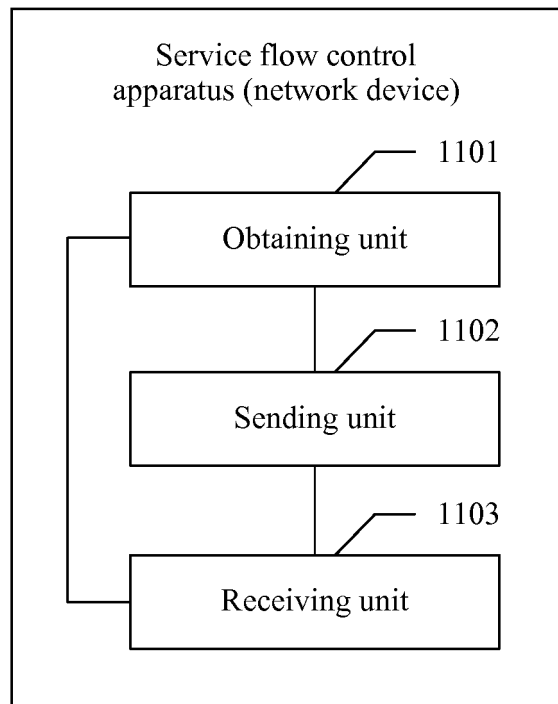 Service flow control
apparatus (network device)
1101
Obtaining unit
1102
Sending unit
1103
Receiving unit